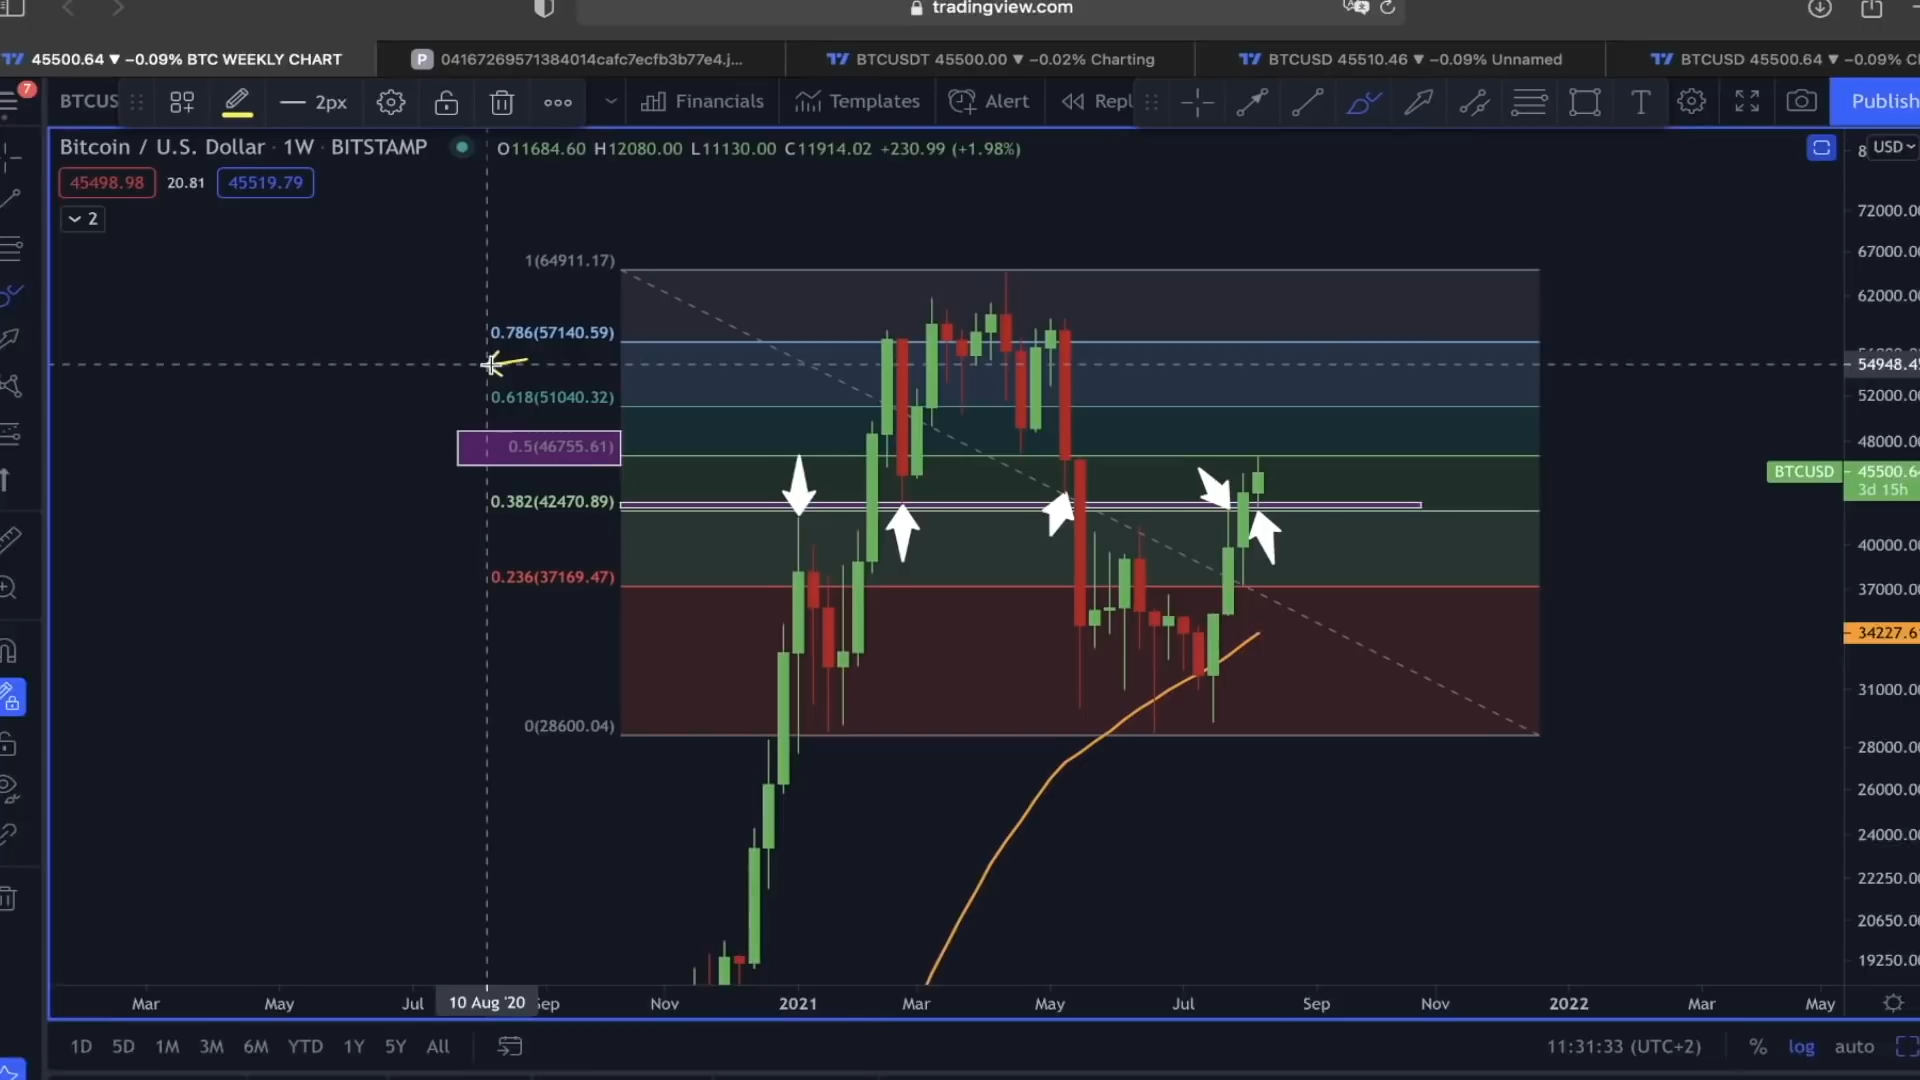 tradingview.com
45500.64 ▼ −0.09% BTC WEEKLY CHART
P 04167269571384014cafc7ecfb3b77e4.j...
BTCUSDT 45500.00 ▼ −0.02% Charting
BTCUSD 45510.46 ▼ −0.09% Unnamed
BTCUSD 45500.64 ▼ −0.09%
7
BTCUS
2px
Financials
Templates
Alert
Repl
T
Publish
Bitcoin / U.S. Dollar · 1W · BITSTAMP
O11684.60 H12080.00 L11130.00 C11914.02 +230.99 (+1.98%)
8
USD
45498.98 20.81 45519.79
2
72000.00
67000.00
62000.00
54948.45
52000.00
48000.00
BTCUSD
45500.64
3d 15h
40000.00
37000.00
34227.6
31000.00
28000.00
26000.00
24000.00
22250.00
20650.00
19250.00
1(64911.17)
0.786(57140.59)
0.618(51040.32)
0.5(46755.61)
0.382(42470.89)
0.236(37169.47)
0(28600.04)
Mar May Jul 10 Aug '20 Sep Nov 2021 Mar May Jul Sep Nov 2022 Mar May
1D 5D 1M 3M 6M YTD 1Y 5Y All
11:31:33 (UTC+2) % log auto